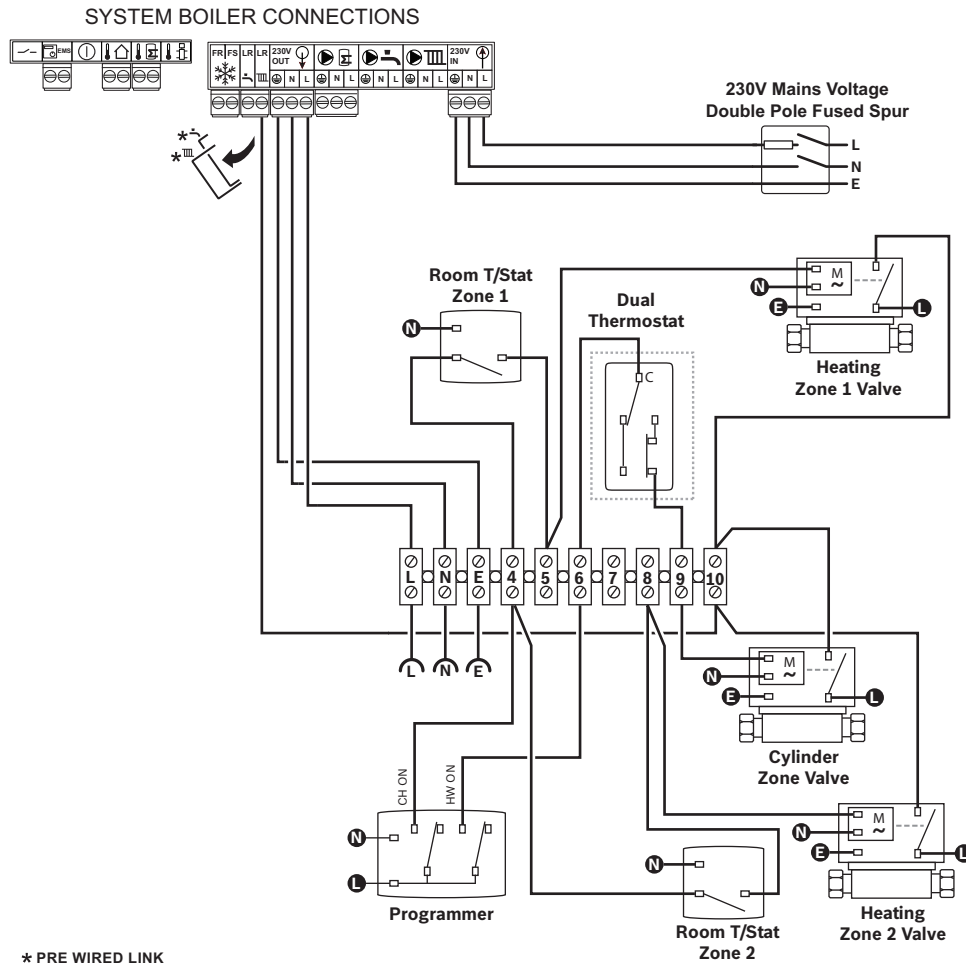 SYSTEM BOILER CONNECTIONS
EMS
FR FS LR LR 230V OUT 230V IN
N L N L N L N L N L
230V Mains Voltage
Double Pole Fused Spur
L
N
E
Room T/Stat
Zone 1
N
Dual
Thermostat
C
M
~
N
E
L
Heating
Zone 1 Valve
L N E 4 5 6 7 8 9 10
L N E
M
~
N
E
L
Cylinder
Zone Valve
CH ON
HW ON
N
L
Programmer
N
Room T/Stat
Zone 2
M
~
N
E
L
Heating
Zone 2 Valve
* PRE WIRED LINK